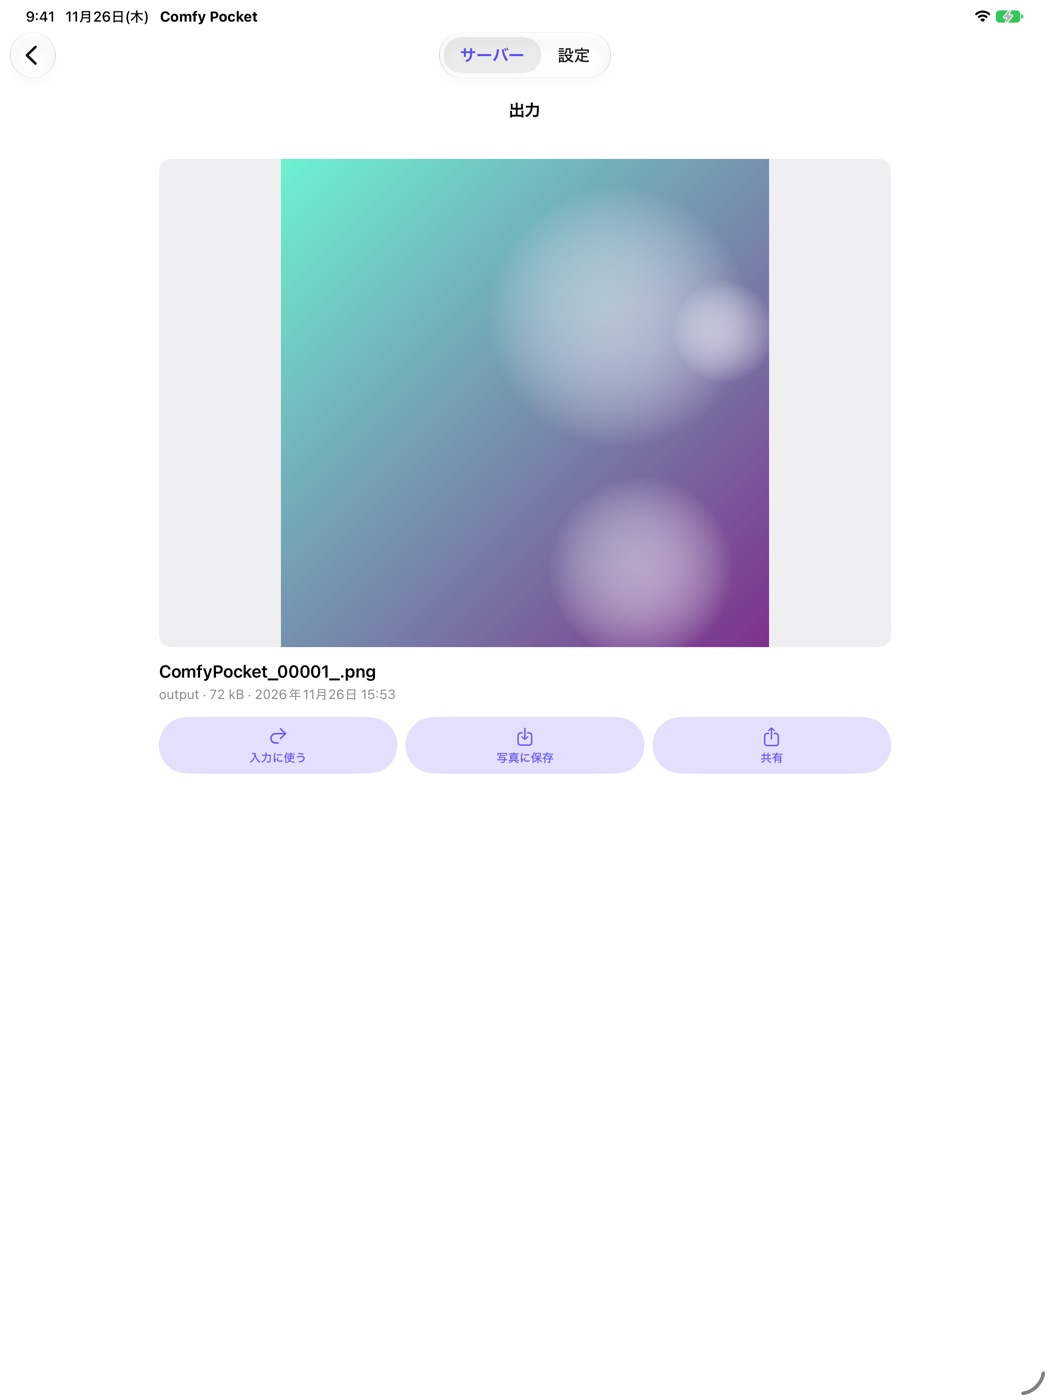 9:41 11月26日(木) Comfy Pocket
サーバー 設定
出力
ComfyPocket_00001_.png
output · 72 kB · 2026年11月26日 15:53
入力に使う 写真に保存 共有